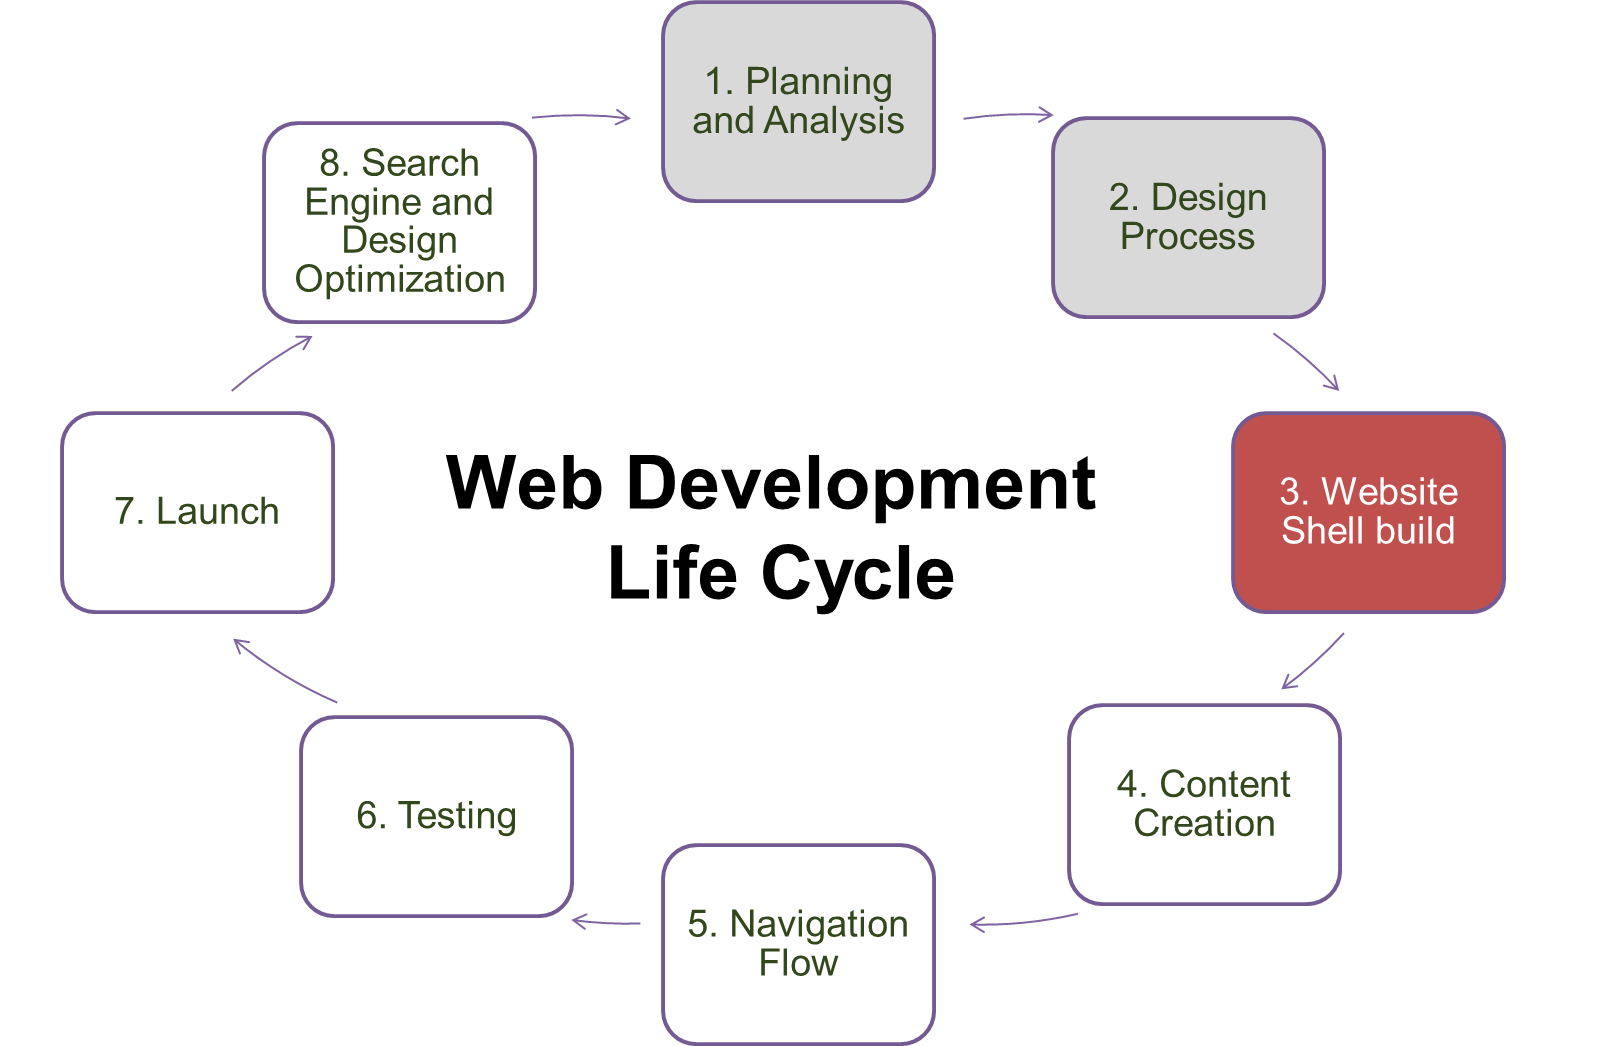 1. Planning
and Analysis
2. Design
Process
3. Website
Shell build
4. Content
Creation
5. Navigation
Flow
6. Testing
7. Launch
8. Search
Engine and
Design
Optimization
Web Development
Life Cycle